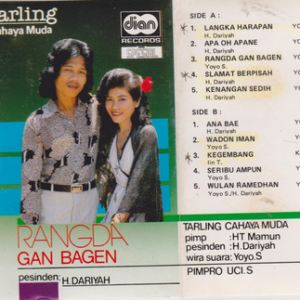 Tarling
Cahaya Muda
dian
RECORDS
RANGDA
GAN BAGEN
pesinden: H.DARIYAH
SIDE A :
1. LANGKA HARAPAN
H. Dariyah
2. APA OH APANE
H. Dariyah
3. RANGDA GAN BAGEN
Yoyo S.
4. SLAMAT BERPISAH
H. Dariyah
5. KENANGAN SEDIH
H. Dariyah
SIDE B :
1. ANA BAE
H. Dariyah
2. WADON IMAN
Yoyo S.
3. KEGEMBANG
Iin T.
4. SERIBU AMPUN
Yoyo S.
5. WULAN RAMEDHAN
Yoyo S./H. Dariyah
TARLING CAHAYA MUDA
pimp :HT Mamun
pesinden :H.Dariyah
wira suara: Yoyo.S
PIMPRO UCI.S